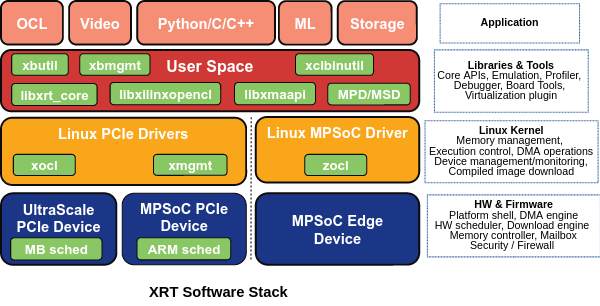 OCL
Video
Python/C/C++
ML
Storage
Application
xbutil
xbmgmt
User Space
xclbinutil
libxrt_core
libxilinxopencl
libxmaapi
MPD/MSD
Libraries & Tools
Core APIs, Emulation, Profiler,
Debugger, Board Tools,
Virtualization plugin
Linux PCIe Drivers
xocl
xmgmt
Linux MPSoC Driver
zocl
Linux Kernel
Memory management,
Execution control, DMA operations
Device management/monitoring,
Compiled image download
UltraScale
PCIe Device
MB sched
MPSoC PCIe
Device
ARM sched
MPSoC Edge
Device
HW & Firmware
Platform shell, DMA engine
HW scheduler, Download engine
Memory controller, Mailbox
Security / Firewall
XRT Software Stack